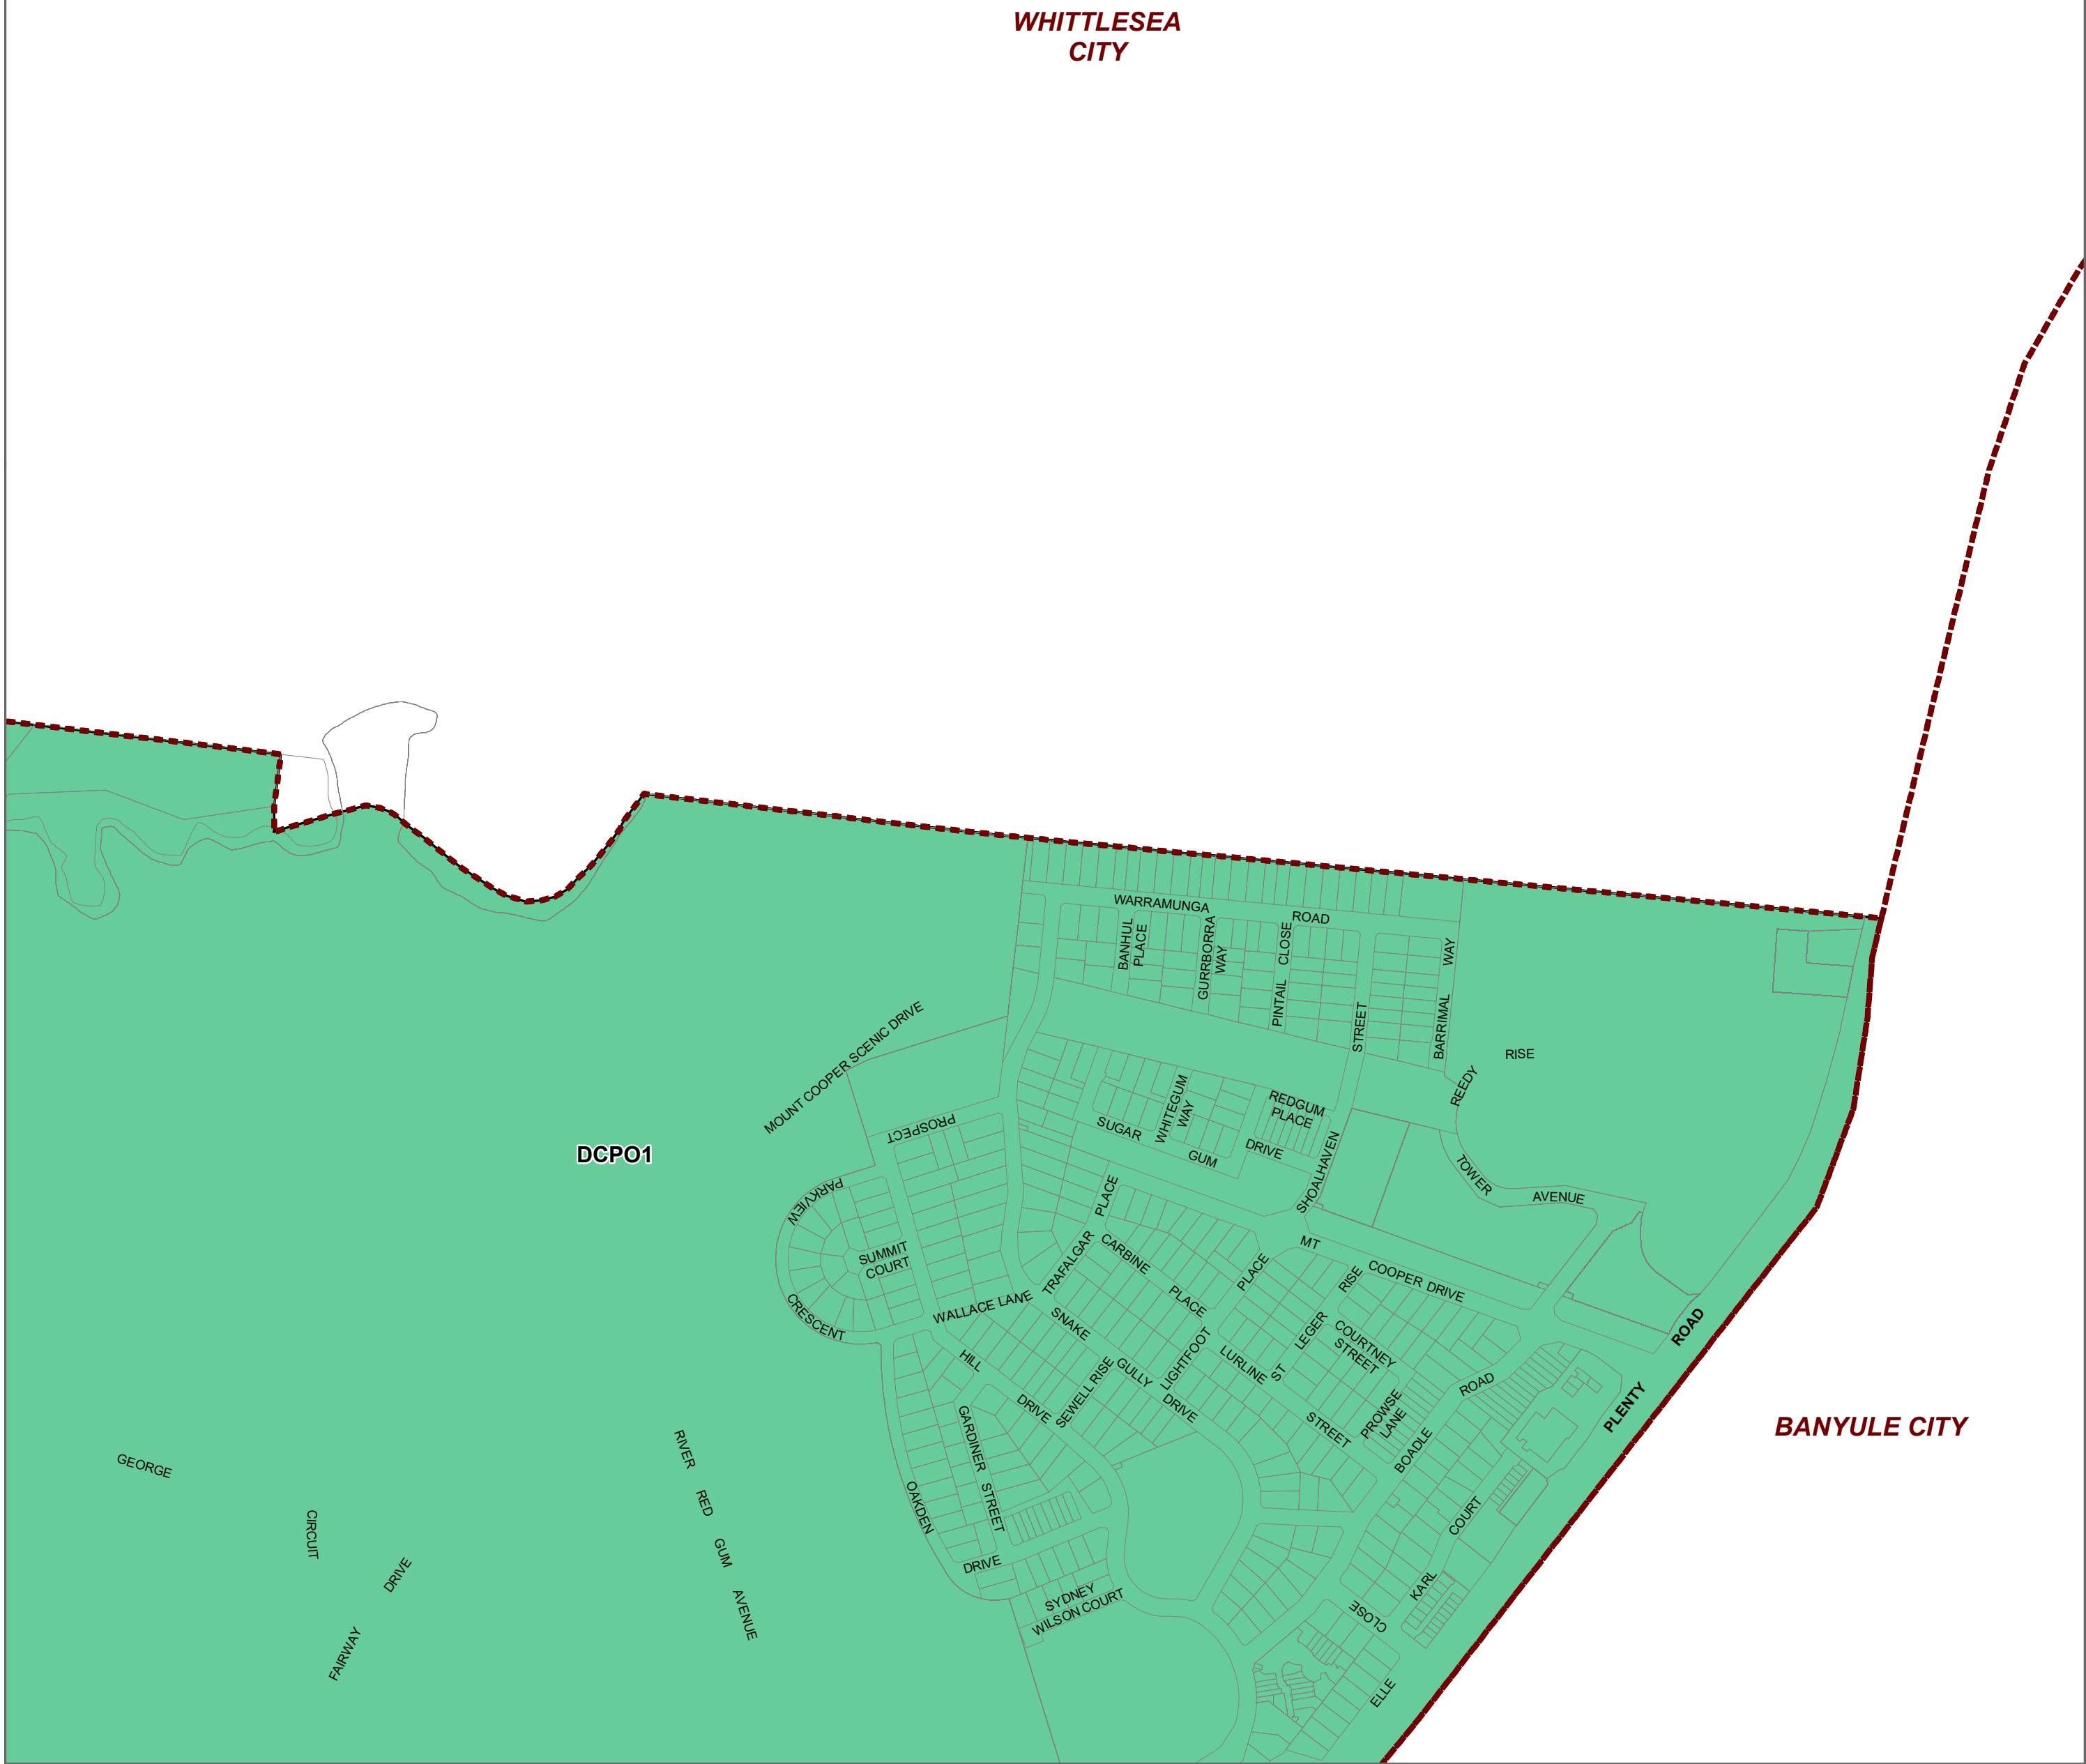 WHITTLESEA
CITY
WARRAMUNGA
ROAD
BANHUL
PLACE
GURRBORRA
WAY
PINTAIL
CLOSE
STREET
BARRIMAL
WAY
RISE
REEDY
MOUNT COOPER SCENIC DRIVE
PROSPECT
SUGAR
GUM
DRIVE
WHITEGUM
WAY
REDGUM
PLACE
SHOALHAVEN
TOWER
AVENUE
DCPO1
PARKVIEW
CRESCENT
SUMMIT
COURT
WALLACE LANE
TRAFALGAR
PLACE
CARBINE
PLACE
PLACE
LIGHTFOOT
MT
COOPER DRIVE
RISE
LEGER
ST
COURTNEY
STREET
SNAKE
GULLY
DRIVE
LURLINE
STREET
HILL
DRIVE
SEWELL RISE
PROWSE
LANE
BOADLE
ROAD
ROAD
PLENTY
BANYULE CITY
GARDINER
STREET
OAKDEN
DRIVE
SYDNEY
WILSON COURT
COURT
KARL
CLOSE
ELLE
GEORGE
CIRCUIT
DRIVE
FAIRWAY
RIVER
RED
GUM
AVENUE